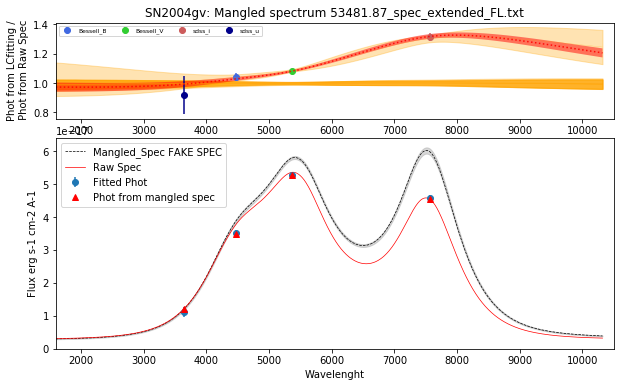 SN2004gv: Mangled spectrum 53481.87_spec_extended_FL.txt
Phot from LCfitting /
Phot from Raw Spec
1.4
1.2
1.0
0.8
Bessell_B
Bessell_V
sdss_i
sdss_u
2000 3000 4000 5000 6000 7000 8000 9000 10000
1e−17
Flux erg s-1 cm-2 A-1
6
5
4
3
2
1
0
Mangled_Spec FAKE SPEC
Raw Spec
Fitted Phot
Phot from mangled spec
2000 3000 4000 5000 6000 7000 8000 9000 10000
Wavelenght